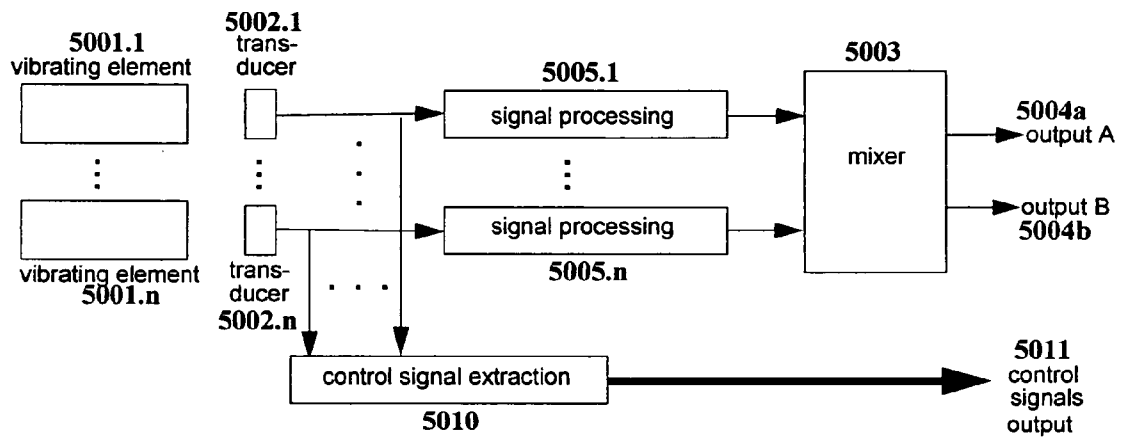 5001.1
vibrating element
5002.1
trans-
ducer
5005.1
signal processing
5003
mixer
5004a
output A
output B
5004b
signal processing
5005.n
vibrating element
5001.n
trans-
ducer
5002.n
control signal extraction
5010
5011
control
signals
output